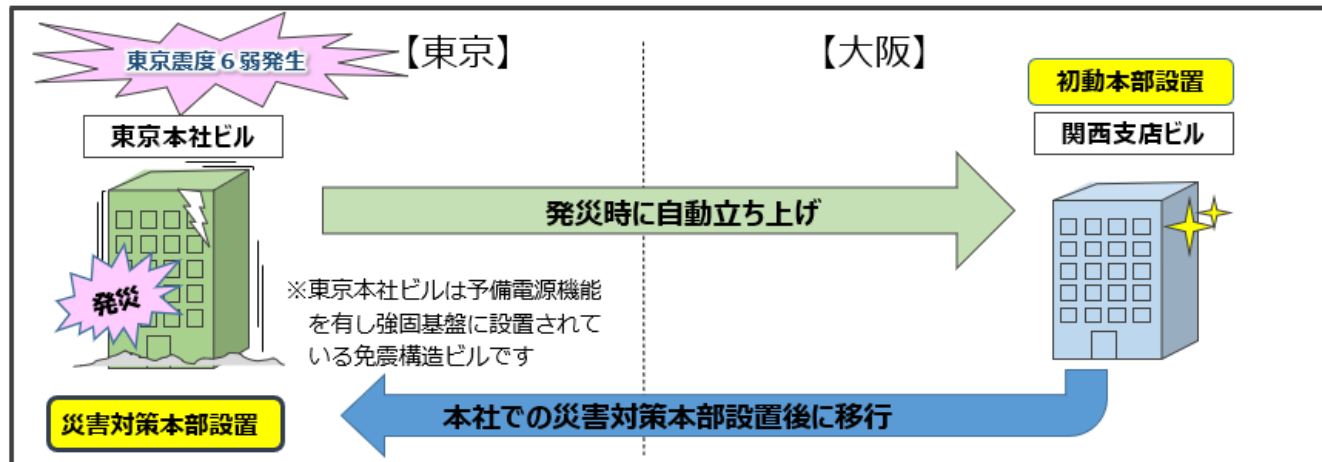 東京震度６弱発生
【東京】
【大阪】
初動本部設置
東京本社ビル
関西支店ビル
発災時に自動立ち上げ
発災
※東京本社ビルは予備電源機能
を有し強固基盤に設置されて
いる免震構造ビルです
本社での災害対策本部設置後に移行
災害対策本部設置